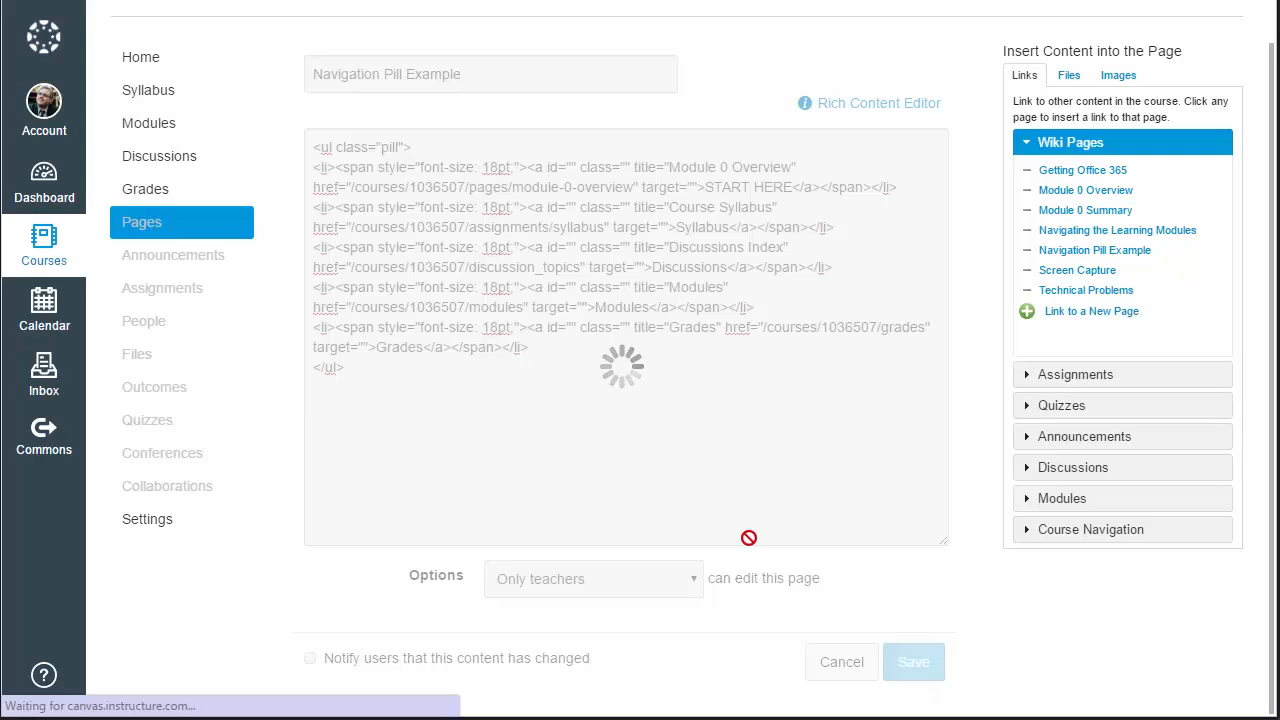 Account
Dashboard
Courses
Calendar
Inbox
Commons
?
Home
Syllabus
Modules
Discussions
Grades
Pages
Announcements
Assignments
People
Files
Outcomes
Quizzes
Conferences
Collaborations
Settings
Navigation Pill Example
i Rich Content Editor
<ul class="pill">
<li><span style="font-size: 18pt;"><a id="" class="" title="Module 0 Overview"
href="/courses/1036507/pages/module-0-overview" target="">START HERE</a></span></li>
<li><span style="font-size: 18pt;"><a id="" class="" title="Course Syllabus"
href="/courses/1036507/assignments/syllabus" target="">Syllabus</a></span></li>
<li><span style="font-size: 18pt;"><a id="" class="" title="Discussions Index"
href="/courses/1036507/discussion_topics" target="">Discussions</a></span></li>
<li><span style="font-size: 18pt;"><a id="" class="" title="Modules"
href="/courses/1036507/modules" target="">Modules</a></span></li>
<li><span style="font-size: 18pt;"><a id="" class="" title="Grades" href="/courses/1036507/grades"
target="">Grades</a></span></li>
</ul>
Options Only teachers can edit this page
Notify users that this content has changed
Cancel Save
Insert Content into the Page
Links Files Images
Link to other content in the course. Click any
page to insert a link to that page.
Wiki Pages
Getting Office 365
Module 0 Overview
Module 0 Summary
Navigating the Learning Modules
Navigation Pill Example
Screen Capture
Technical Problems
Link to a New Page
Assignments
Quizzes
Announcements
Discussions
Modules
Course Navigation
Waiting for canvas.instructure.com...